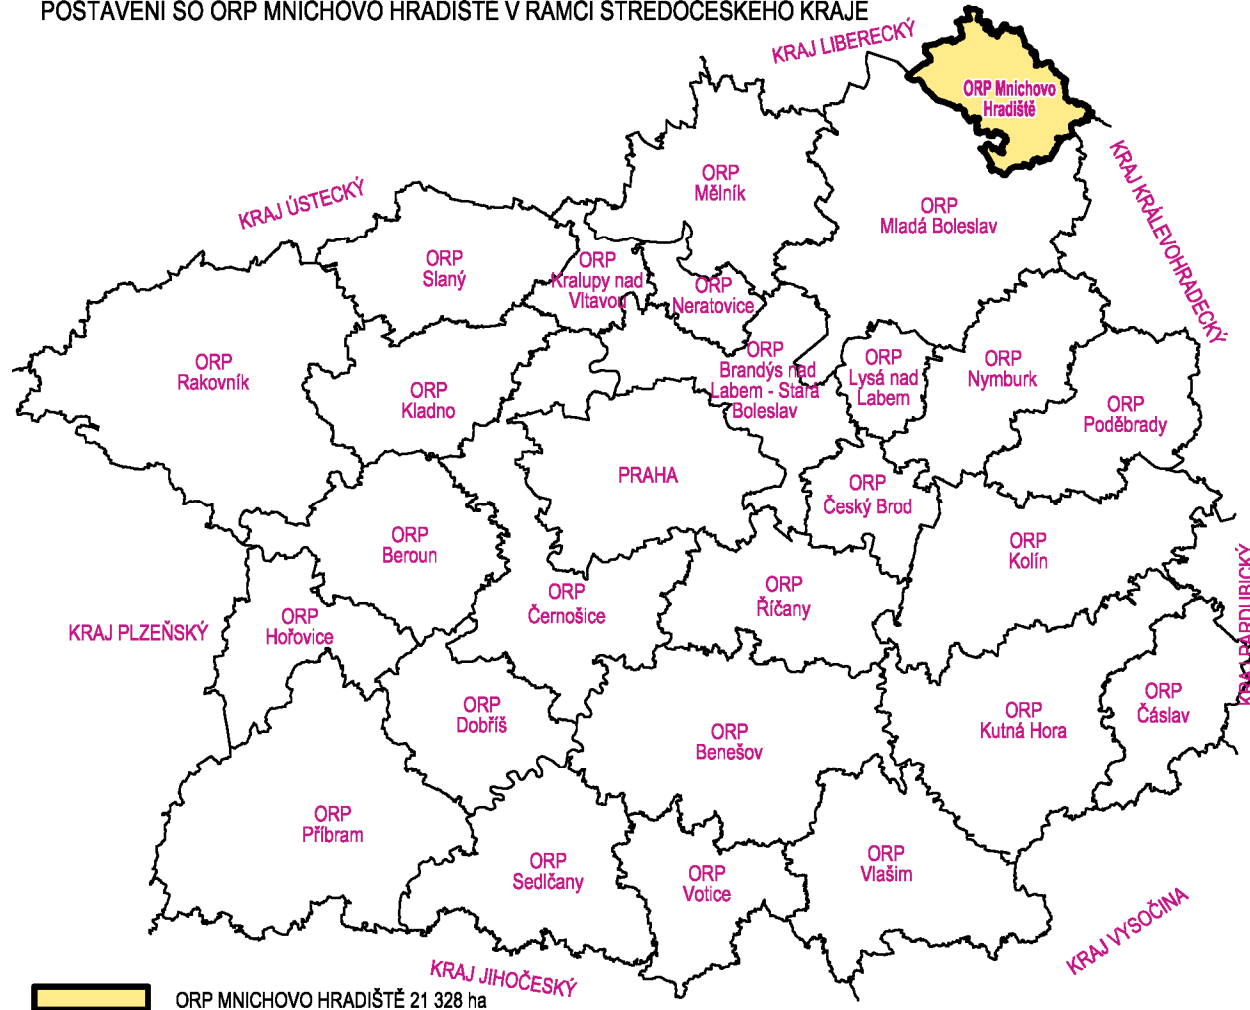 POSTAVENÍ SO ORP MNICHOVO HRADIŠTĚ V RÁMCI STŘEDOČESKÉHO KRAJE
KRAJ LIBERECKÝ
ORP Mnichovo
Hradiště
KRAJ KRÁLEVOHRADECKÝ
KRAJ ÚSTECKÝ
ORP
Mělník
ORP
Mladá Boleslav
ORP
Slaný
ORP
Kralupy nad
Vltavou
ORP
Neratovice
ORP
Rakovník
ORP
Kladno
ORP
Brandýs nad
Labem - Stará
Boleslav
ORP
Lysá nad
Labem
ORP
Nymburk
ORP
Poděbrady
PRAHA
ORP
Český Brod
ORP
Beroun
ORP
Kolín
ORP
Černošice
ORP
Říčany
KRAJ PARDUBICKÝ
KRAJ PLZEŇSKÝ
ORP
Hořovice
ORP
Dobříš
ORP
Benešov
ORP
Kutná Hora
ORP
Čáslav
ORP
Příbram
ORP
Sedlčany
ORP
Votice
ORP
Vlašim
KRAJ VYSOČINA
KRAJ JIHOČESKÝ
ORP MNICHOVO HRADIŠTĚ 21 328 ha